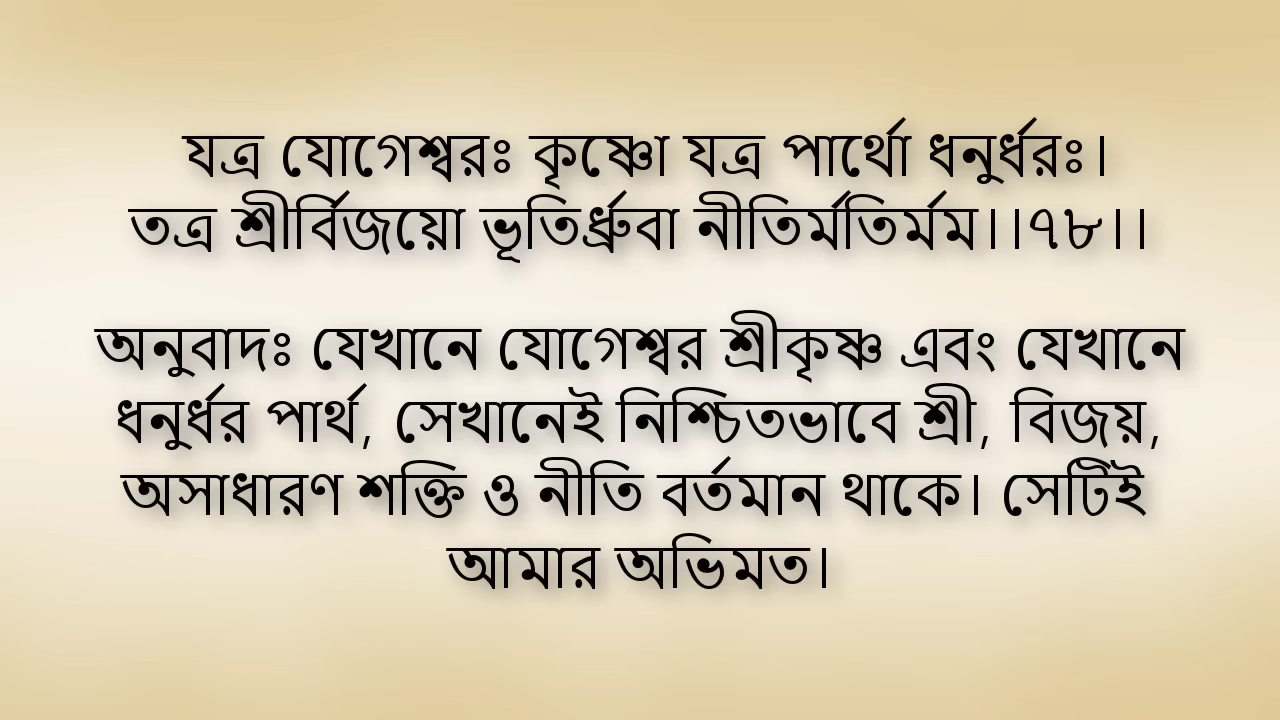 যত্র যোগেশ্বরঃ কৃষ্ণো যত্র পার্থো ধনুর্ধরঃ।
তত্র শ্রীর্বিজয়ো ভূতির্ধ্রুবা নীতির্মতির্মম।।৭৮।।
অনুবাদঃ যেখানে যোগেশ্বর শ্রীকৃষ্ণ এবং যেখানে
ধনুর্ধর পার্থ, সেখানেই নিশ্চিতভাবে শ্রী, বিজয়,
অসাধারণ শক্তি ও নীতি বর্তমান থাকে। সেটিই
আমার অভিমত।